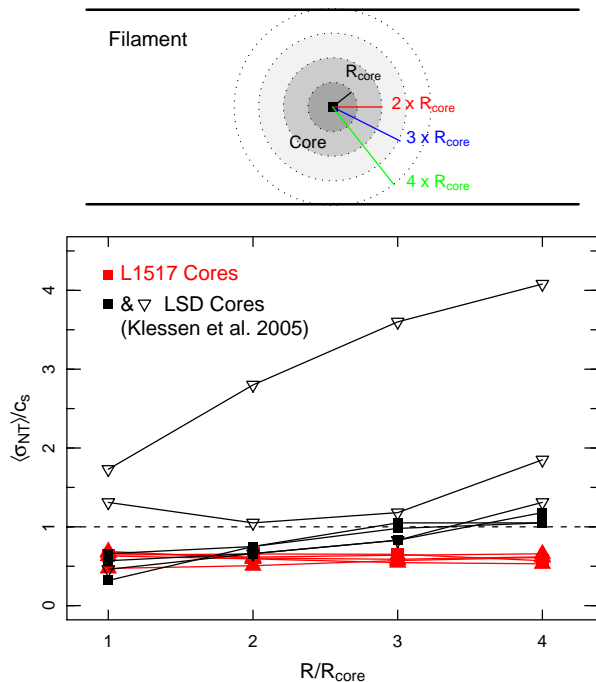 Filament
R_core
2 x R_core
Core
3 x R_core
4 x R_core
L1517 Cores
& ▽ LSD Cores
(Klessen et al. 2005)
⟨σ_NT⟩/c_s
4
3
2
1
0
1 2 3 4
R/R_core